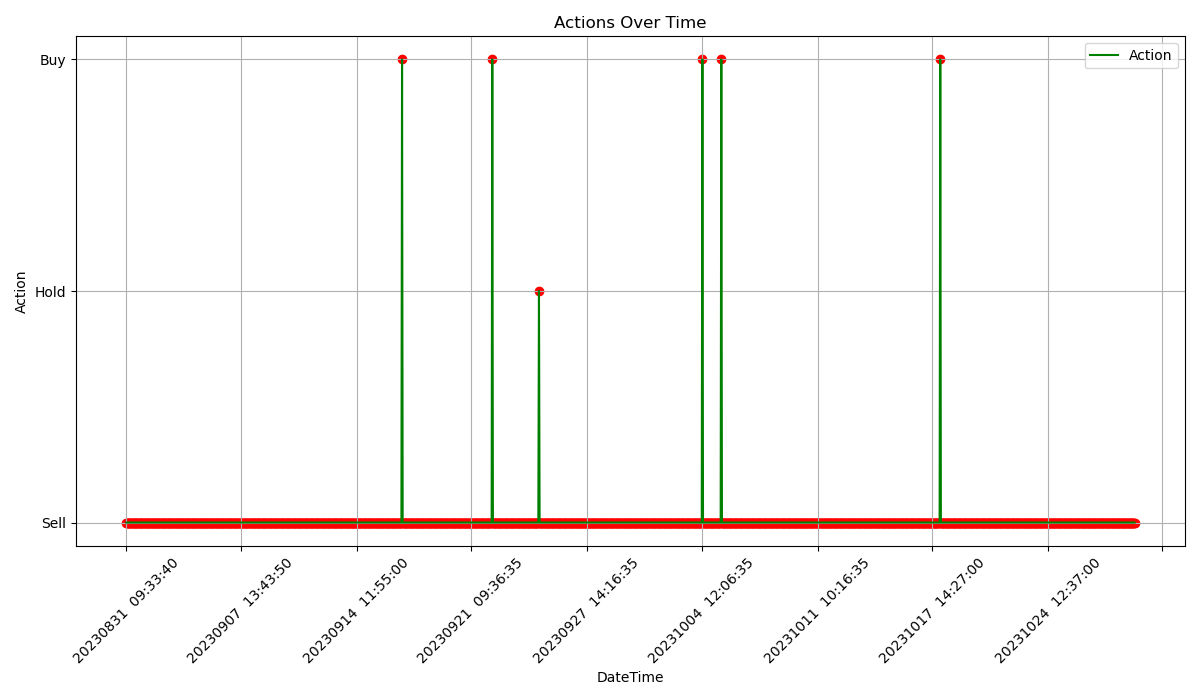 Actions Over Time
Action
Buy
Hold
Sell
Action
20230831 09:33:40
20230907 13:43:50
20230914 11:55:00
20230921 09:36:35
20230927 14:16:35
20231004 12:06:35
20231011 10:16:35
20231017 14:27:00
20231024 12:37:00
DateTime